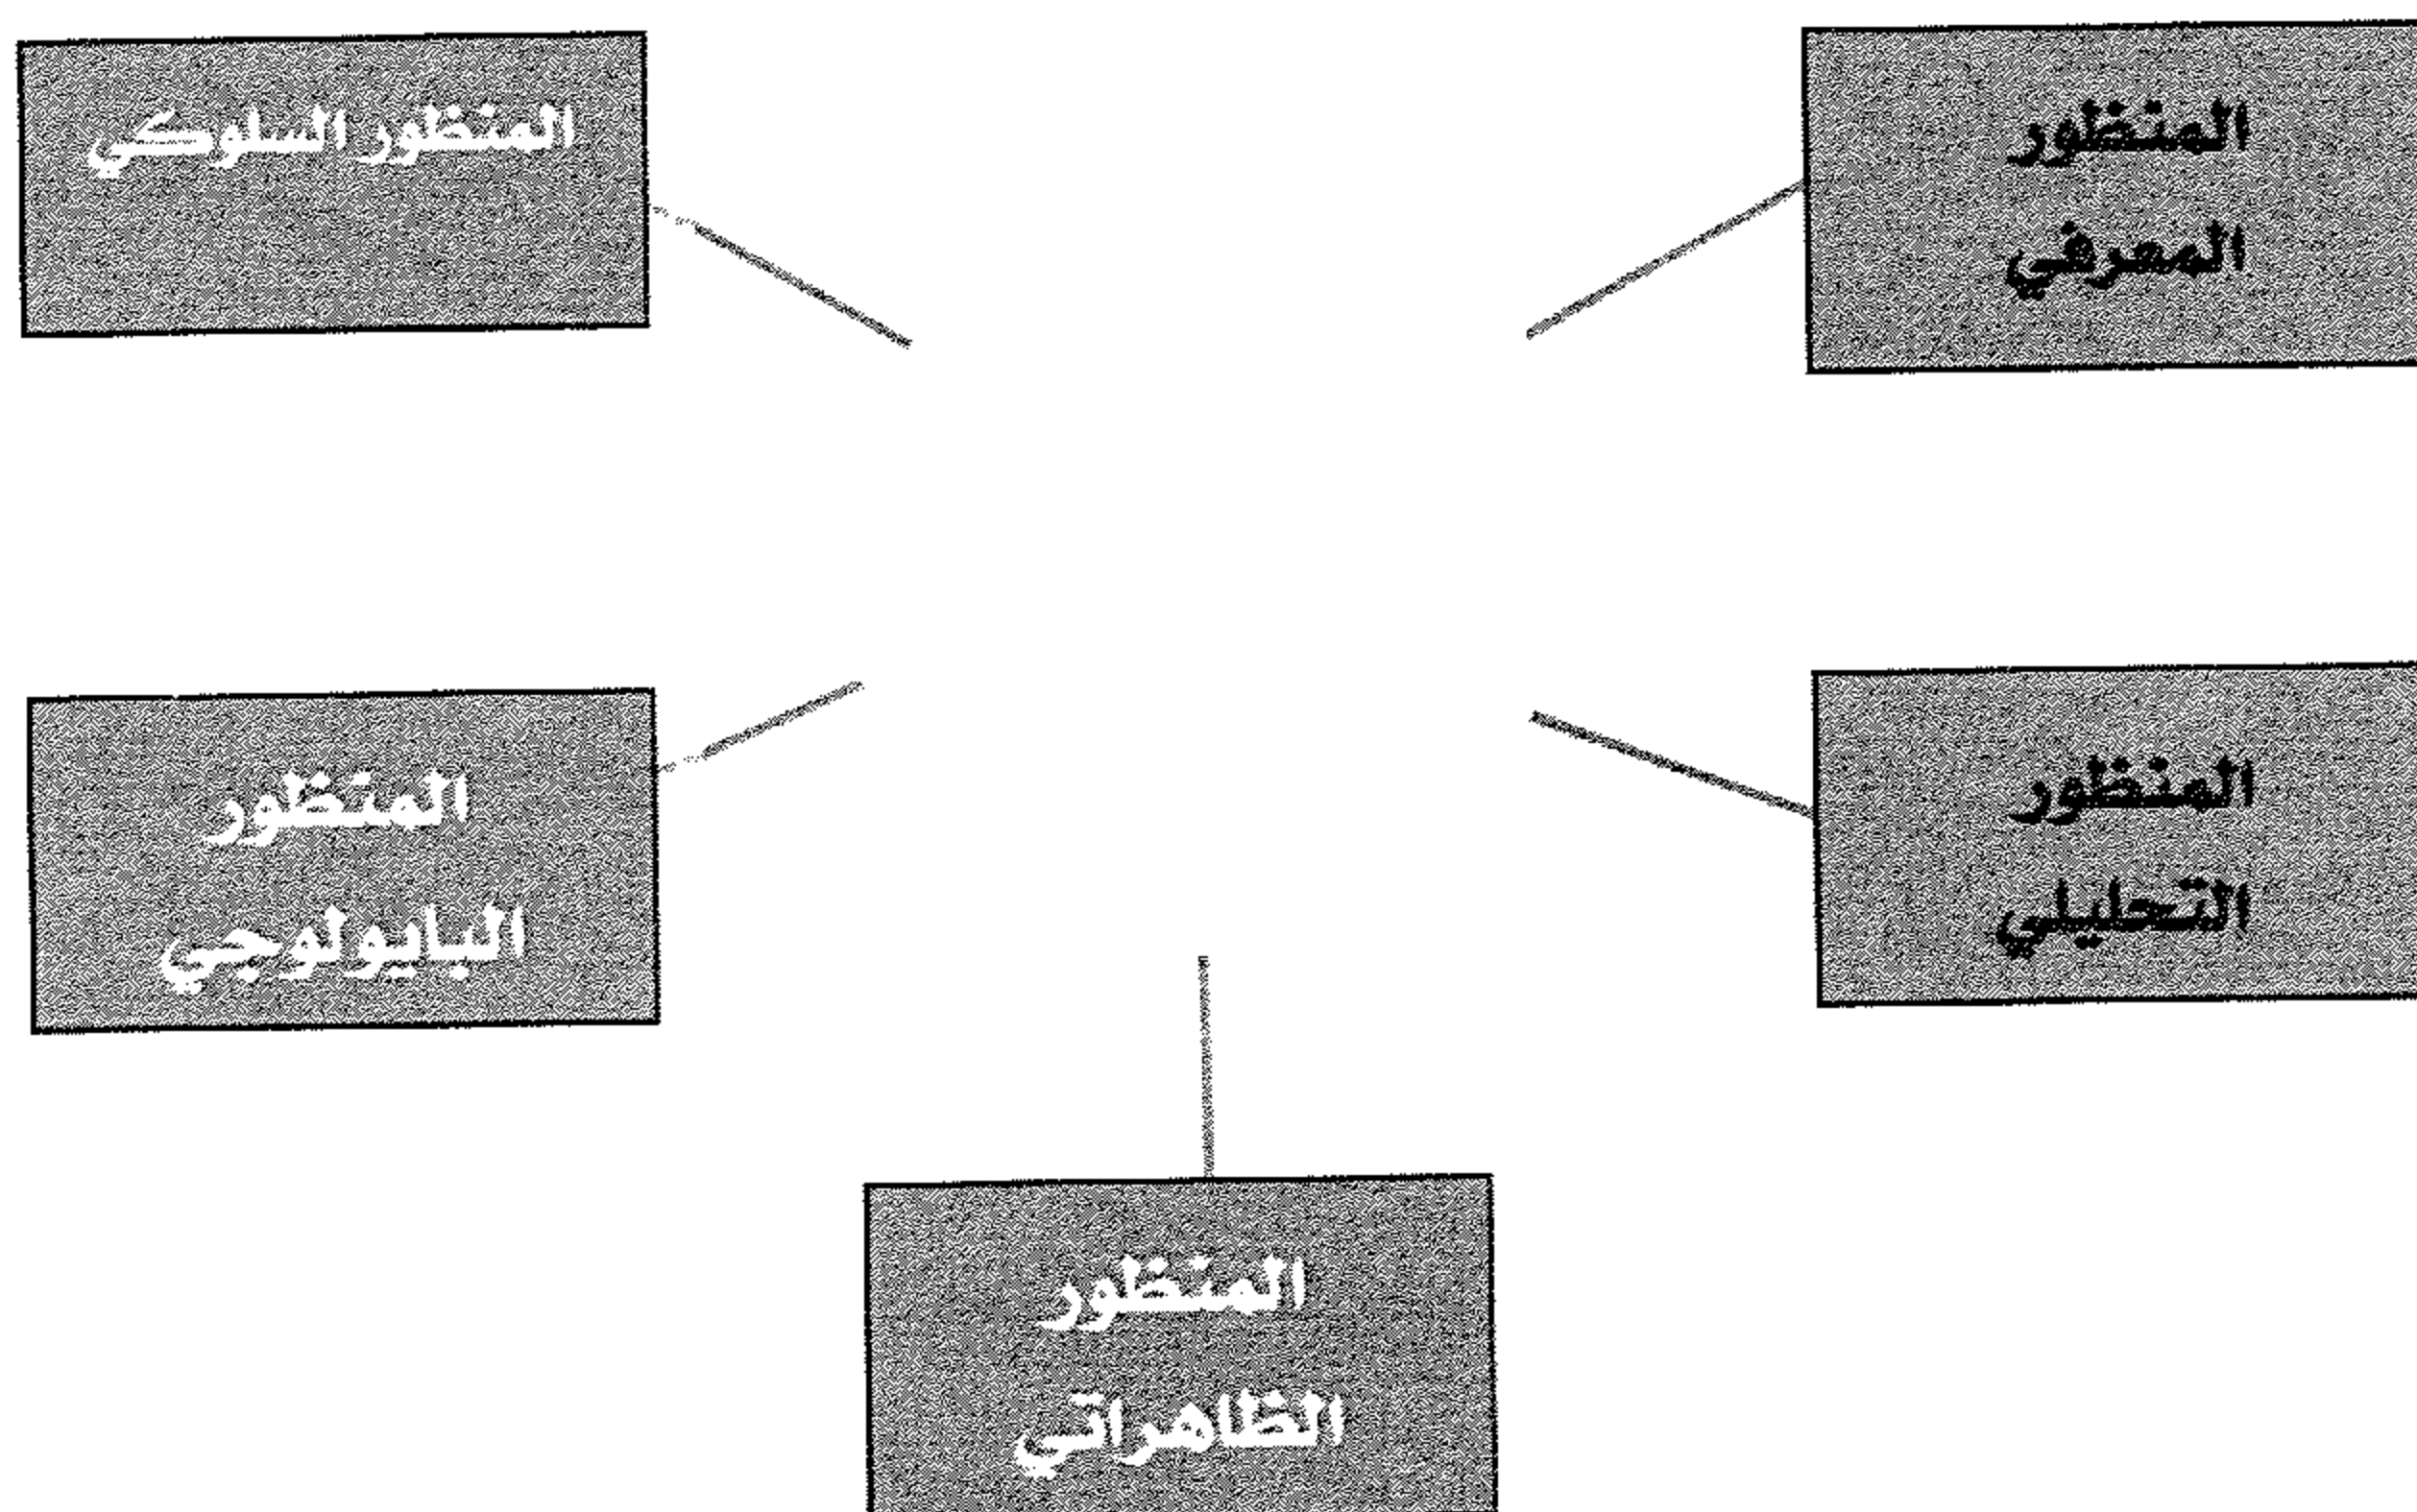 المنظور
المعرفي
المنظور السلوكي
المنظور
التحليلي
المنظور
البايولوجي
المنظور
الظاهراتي